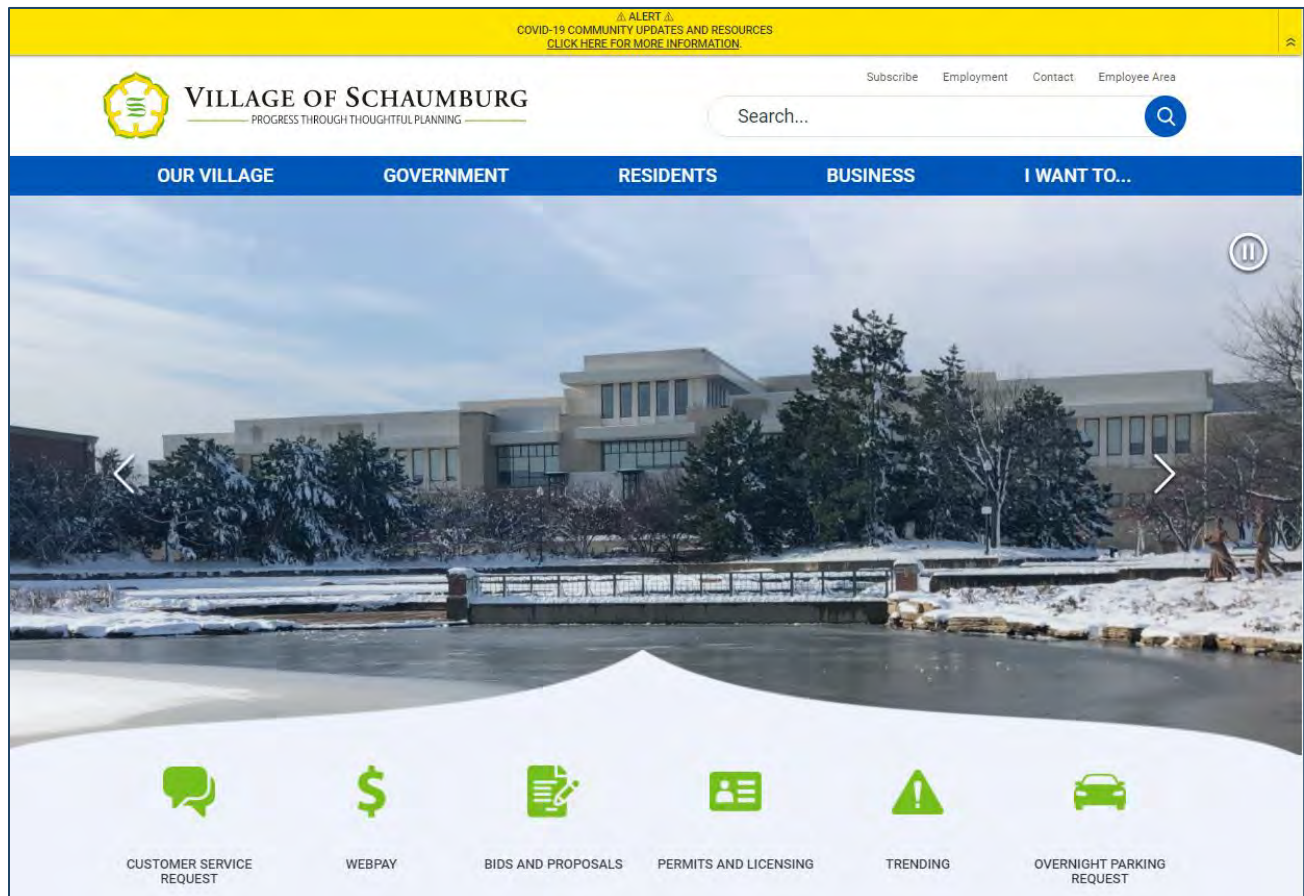 ⚠ ALERT ⚠
COVID-19 COMMUNITY UPDATES AND RESOURCES
CLICK HERE FOR MORE INFORMATION.
Subscribe Employment Contact Employee Area
VILLAGE OF SCHAUMBURG
PROGRESS THROUGH THOUGHTFUL PLANNING
Search...
OUR VILLAGE GOVERNMENT RESIDENTS BUSINESS I WANT TO...
CUSTOMER SERVICE
REQUEST
WEBPAY
BIDS AND PROPOSALS
PERMITS AND LICENSING
TRENDING
OVERNIGHT PARKING
REQUEST